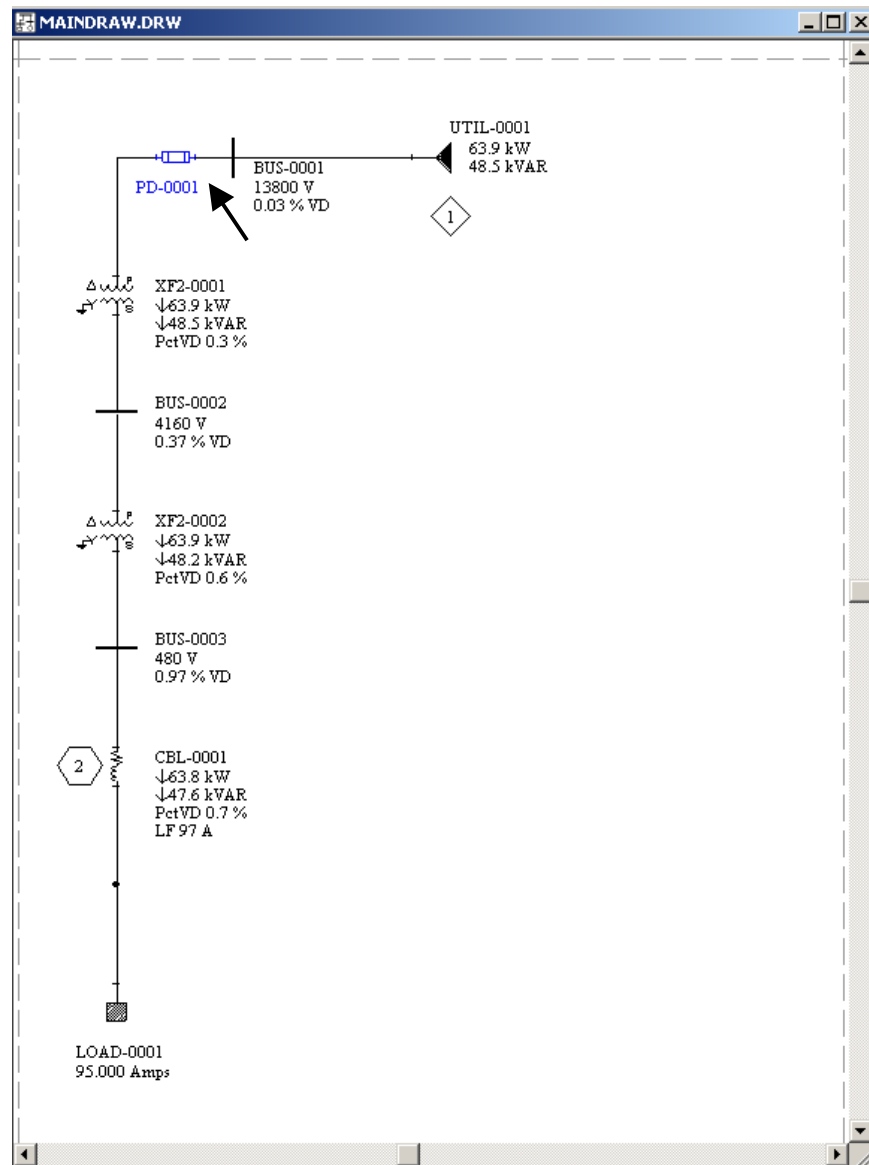 MAINDRAW.DRW
UTIL-0001
63.9 kW
48.5 kVAR
BUS-0001
13800 V
0.03 % VD
PD-0001
1
Δ
P
S
XF2-0001
↓63.9 kW
↓48.5 kVAR
PctVD 0.3 %
BUS-0002
4160 V
0.37 % VD
Δ
P
S
XF2-0002
↓63.9 kW
↓48.2 kVAR
PctVD 0.6 %
BUS-0003
480 V
0.97 % VD
2
CBL-0001
↓63.8 kW
↓47.6 kVAR
PctVD 0.7 %
LF 97 A
LOAD-0001
95.000 Amps